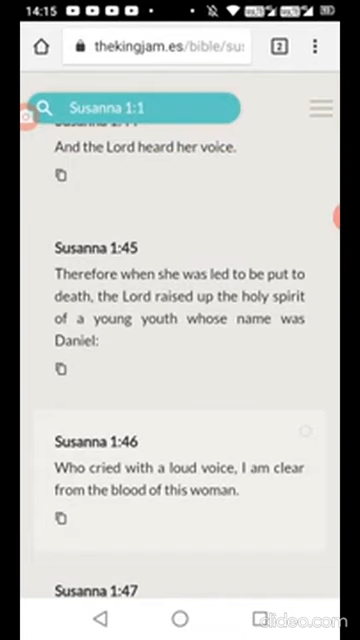 14:15
thekingjam.es/bible/su
2
Susanna 1:1
And the Lord heard her voice.
Susanna 1:45
Therefore when she was led to be put to
death, the Lord raised up the holy spirit
of a young youth whose name was
Daniel:
Susanna 1:46
Who cried with a loud voice, I am clear
from the blood of this woman.
Susanna 1:47
clideo.com